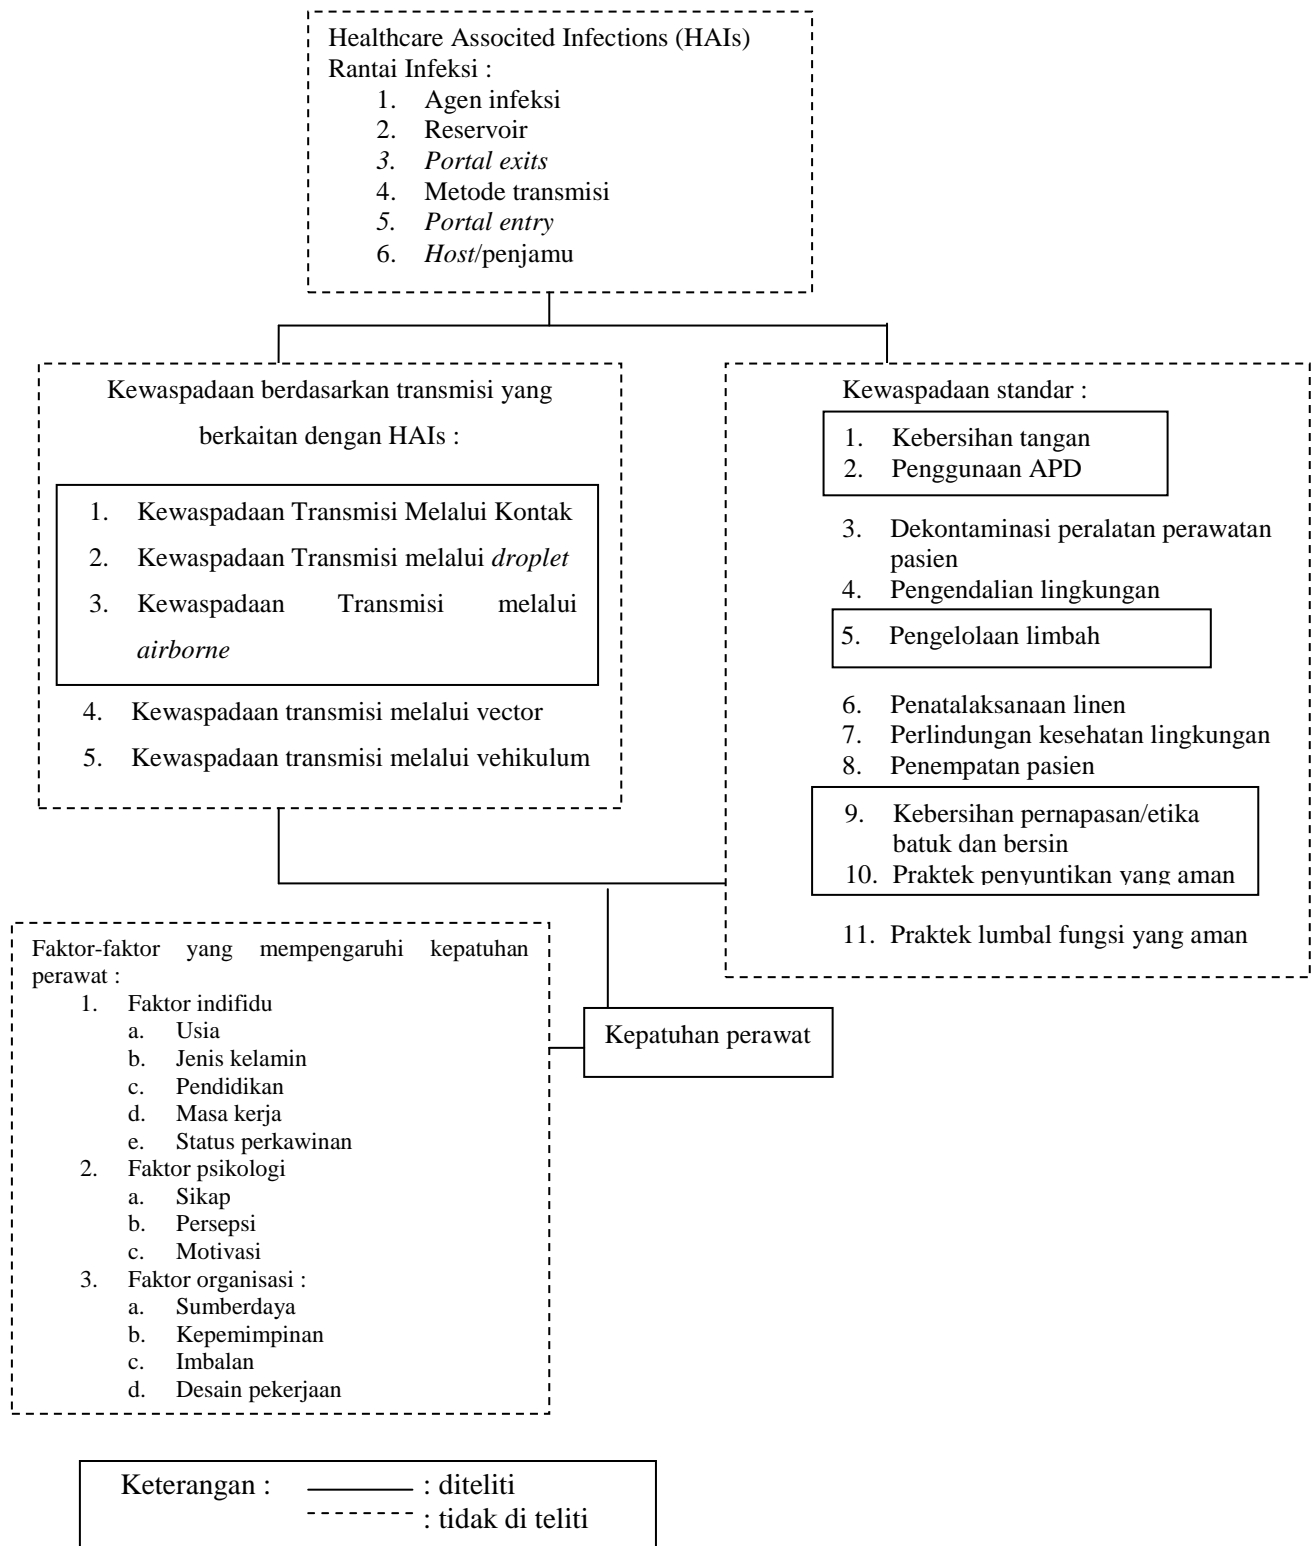 Healthcare Associted Infections (HAIs)
Rantai Infeksi :
1. Agen infeksi
2. Reservoir
3. Portal exits
4. Metode transmisi
5. Portal entry
6. Host/penjamu
Kewaspadaan berdasarkan transmisi yang
berkaitan dengan HAIs :
1. Kewaspadaan Transmisi Melalui Kontak
2. Kewaspadaan Transmisi melalui droplet
3. Kewaspadaan Transmisi melalui
airborne
4. Kewaspadaan transmisi melalui vector
5. Kewaspadaan transmisi melalui vehikulum
Kewaspadaan standar :
1. Kebersihan tangan
2. Penggunaan APD
3. Dekontaminasi peralatan perawatan
pasien
4. Pengendalian lingkungan
5. Pengelolaan limbah
6. Penatalaksanaan linen
7. Perlindungan kesehatan lingkungan
8. Penempatan pasien
9. Kebersihan pernapasan/etika
batuk dan bersin
10. Praktek penyuntikan yang aman
11. Praktek lumbal fungsi yang aman
Faktor-faktor yang mempengaruhi kepatuhan
perawat :
1. Faktor indifidu
a. Usia
b. Jenis kelamin
c. Pendidikan
d. Masa kerja
e. Status perkawinan
2. Faktor psikologi
a. Sikap
b. Persepsi
c. Motivasi
3. Faktor organisasi :
a. Sumberdaya
b. Kepemimpinan
c. Imbalan
d. Desain pekerjaan
Kepatuhan perawat
Keterangan : : diteliti
: tidak di teliti